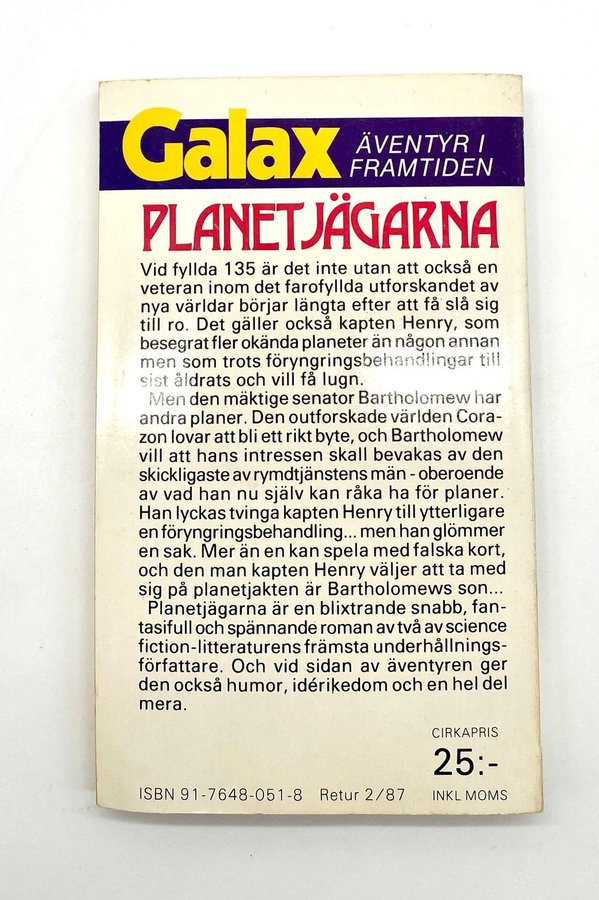 Galax ÄVENTYR I
FRAMTIDEN
PLANETJÄGARNA
Vid fyllda 135 är det inte utan att också en
veteran inom det farofyllda utforskandet av
nya världar börjar längta efter att få slå sig
till ro. Det gäller också kapten Henry, som
besegrat fler okända planeter än någon annan
men som trots föryngringsbehandlingar till
sist åldrats och vill få lugn.
Men den mäktige senator Bartholomew har
andra planer. Den outforskade världen Cora-
zon lovar att bli ett rikt byte, och Bartholomew
vill att hans intressen skall bevakas av den
skickligaste av rymdtjänstens män - oberoende
av vad han nu själv kan råka ha för planer.
Han lyckas tvinga kapten Henry till ytterligare
en föryngringsbehandling... men han glömmer
en sak. Mer än en kan spela med falska kort,
och den man kapten Henry väljer att ta med
sig på planetjakten är Bartholomews son...
Planetjägarna är en blixtrande snabb, fan-
tasifull och spännande roman av två av science
fiction-litteraturens främsta underhållnings-
författare. Och vid sidan av äventyren ger
den också humor, idérikedom och en hel del
mera.
CIRKAPRIS
25:-
ISBN 91-7648-051-8 Retur 2/87 INKL MOMS